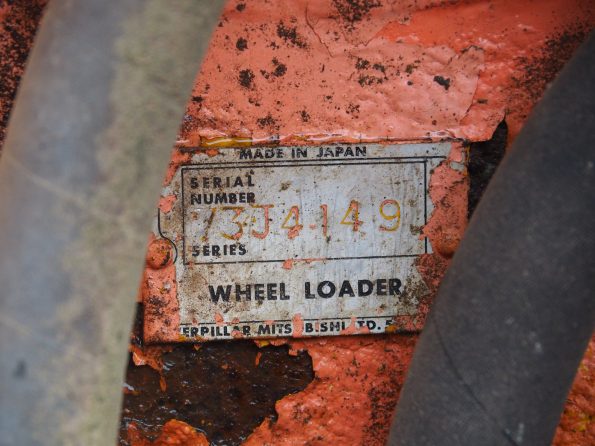 MADE IN JAPAN
SERIAL
NUMBER
73J4149
SERIES
WHEEL LOADER
ERPILLAR MITS B.SHI LTD.